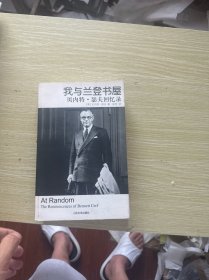 我与兰登书屋
贝内特·瑟夫回忆录
At Random
The Reminiscences of Bennett Cerf